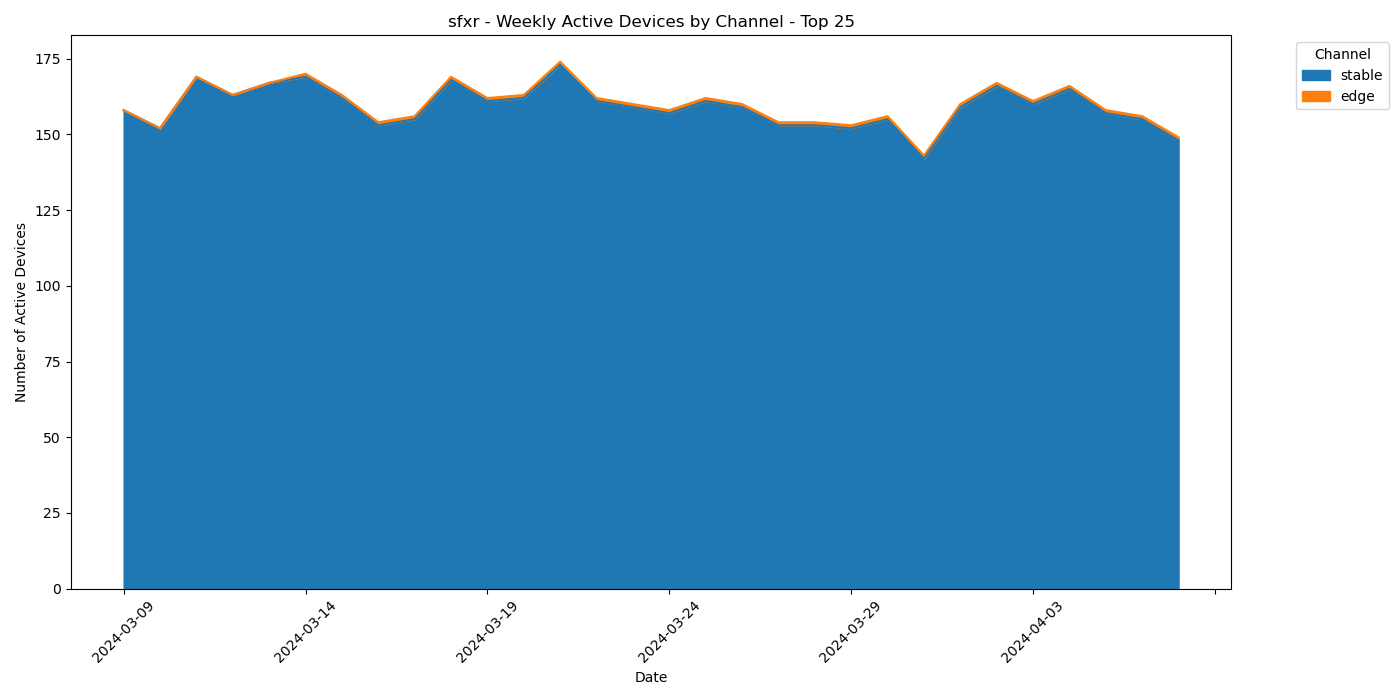 sfxr - Weekly Active Devices by Channel - Top 25
Channel
stable
edge
Number of Active Devices
175
150
125
100
75
50
25
0
2024-03-09
2024-03-14
2024-03-19
2024-03-24
2024-03-29
2024-04-03
Date